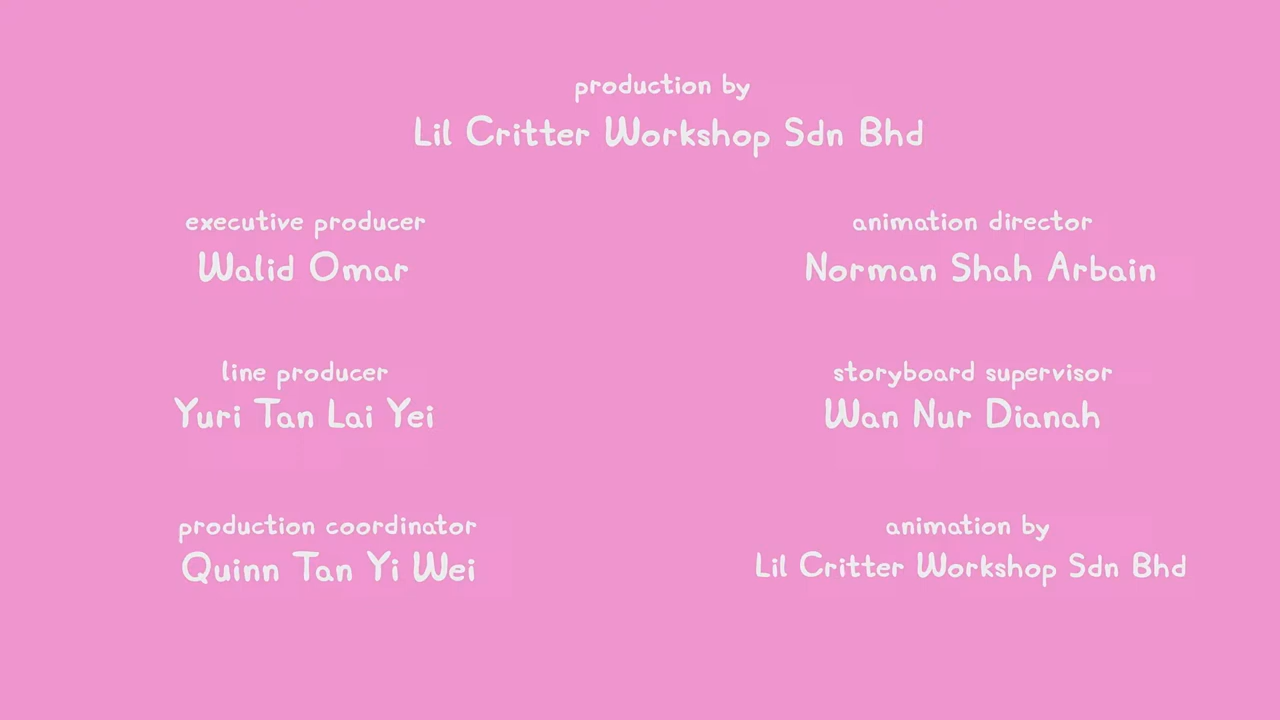 production by
Lil Critter Workshop Sdn Bhd
executive producer
Walid Omar
animation director
Norman Shah Arbain
line producer
Yuri Tan Lai Yei
storyboard supervisor
Wan Nur Dianah
production coordinator
Quinn Tan Yi Wei
animation by
Lil Critter Workshop Sdn Bhd